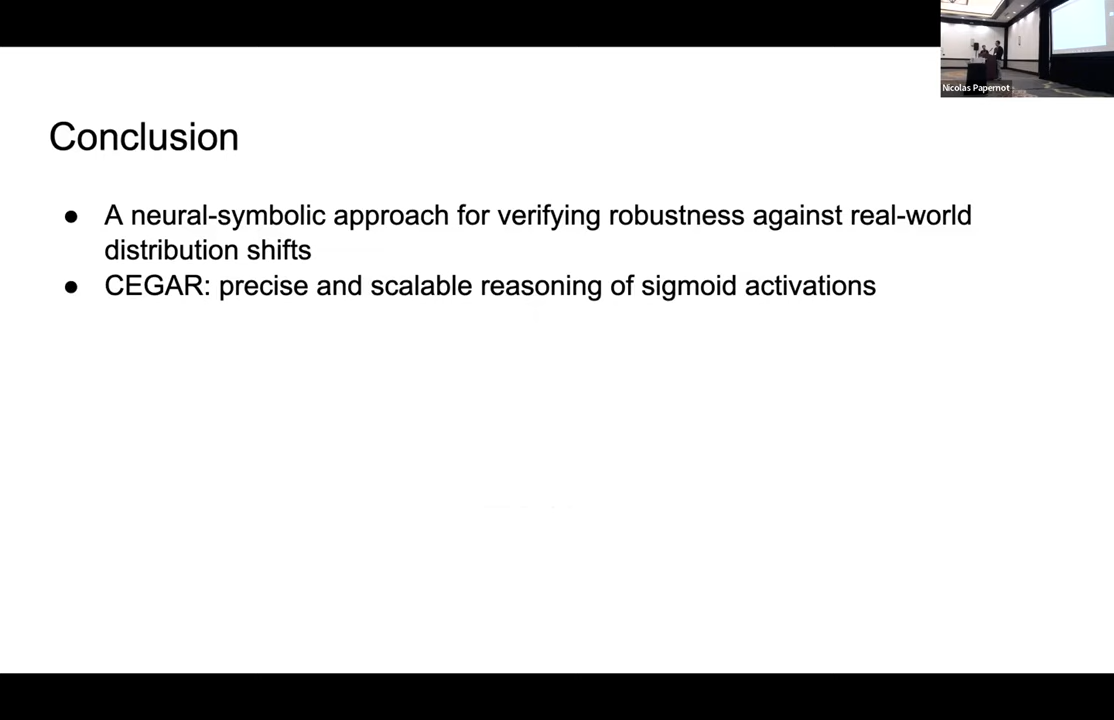 Nicolas Papernot
Conclusion
● A neural-symbolic approach for verifying robustness against real-world
distribution shifts
● CEGAR: precise and scalable reasoning of sigmoid activations